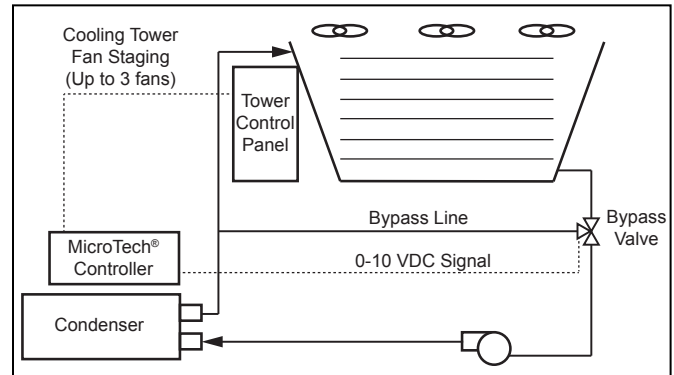 Cooling Tower
Fan Staging
(Up to 3 fans)
Tower
Control
Panel
Bypass Line
Bypass
Valve
MicroTech®
Controller
0-10 VDC Signal
Condenser